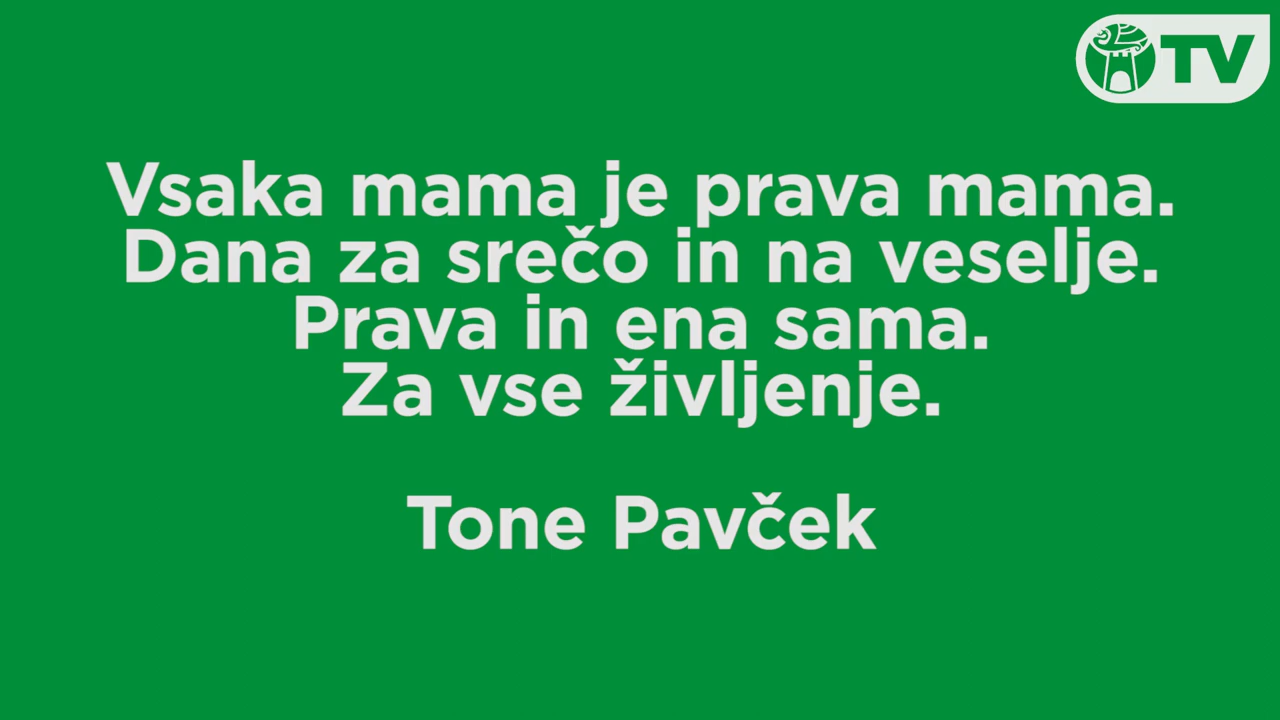 TV
Vsaka mama je prava mama.
Dana za srečo in na veselje.
Prava in ena sama.
Za vse življenje.
Tone Pavček